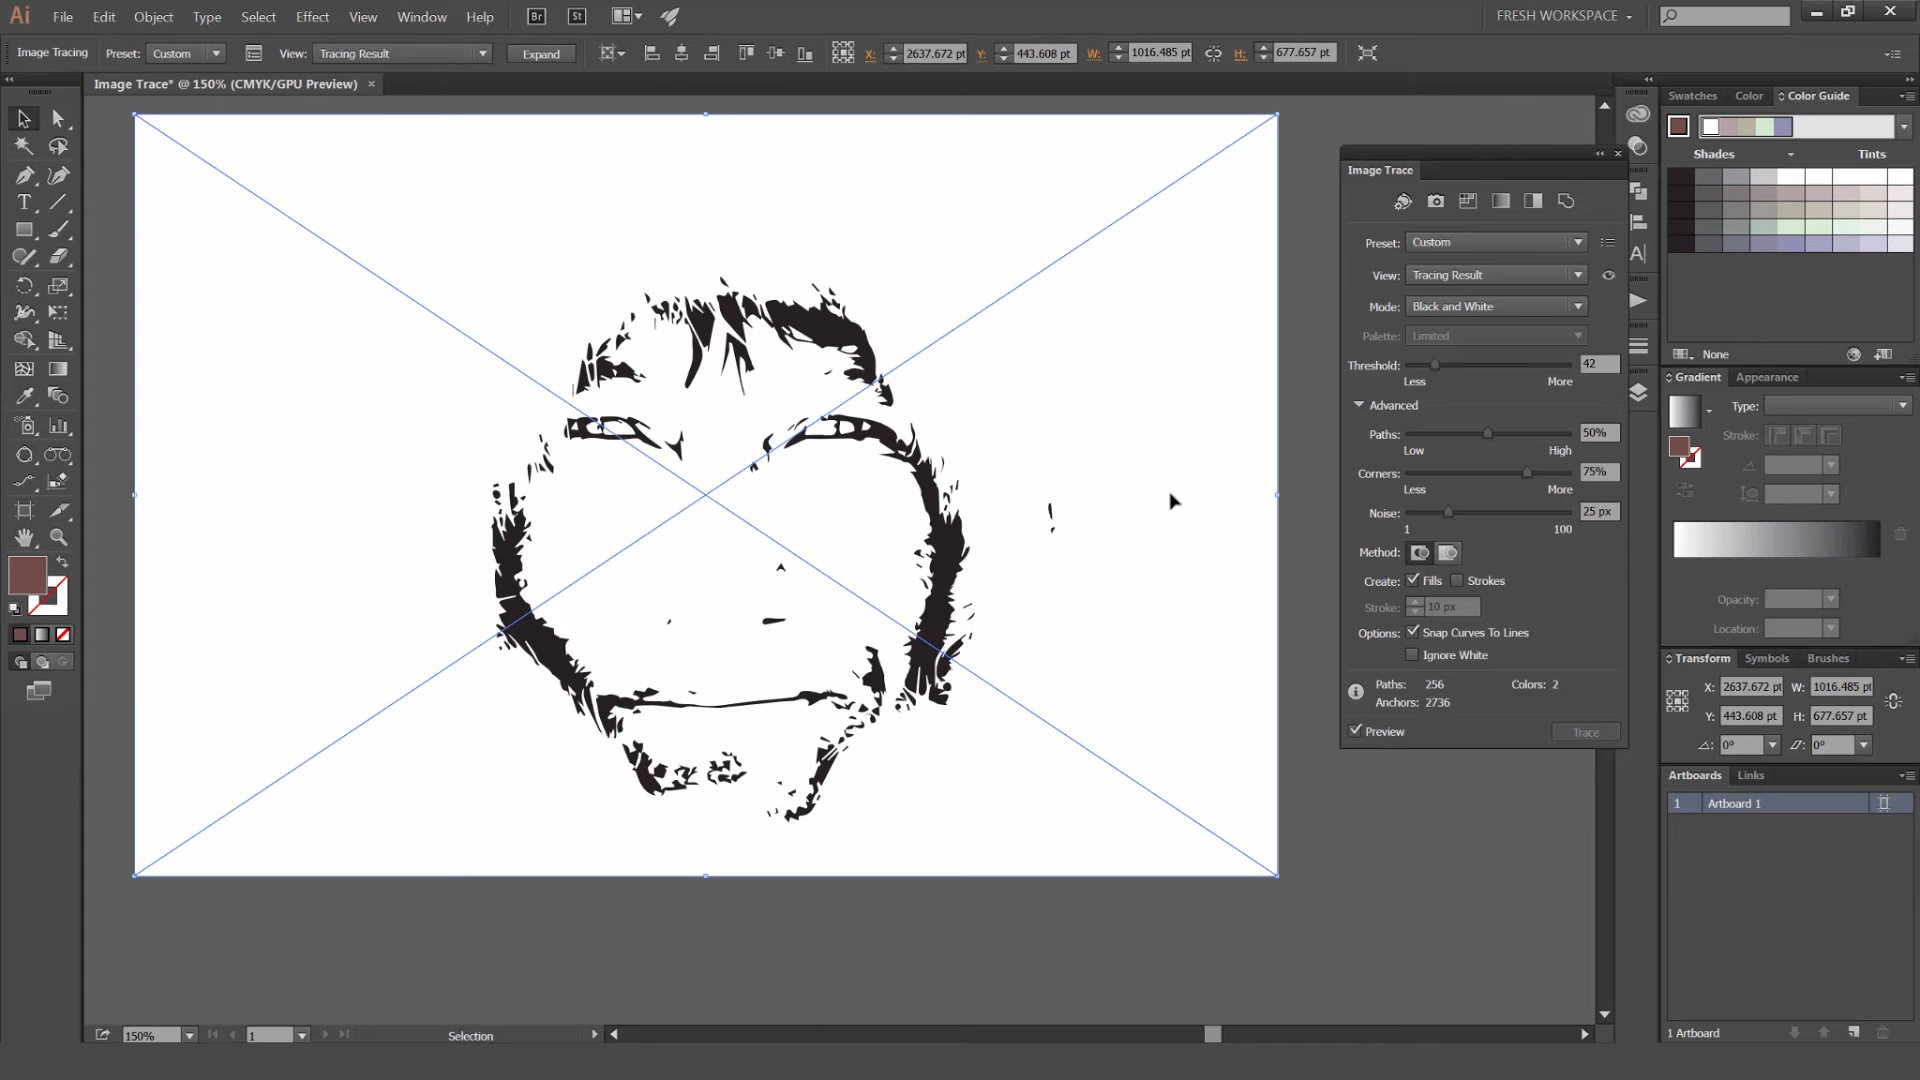 Ai File Edit Object Type Select Effect View Window Help Br St FRESH WORKSPACE
Image Tracing Preset: Custom View: Tracing Result Expand X: 2637.672 pt Y: 443.608 pt W: 1016.485 pt H: 677.657 pt
Image Trace* @ 150% (CMYK/GPU Preview)
Swatches Color Color Guide
Shades Tints
None
Gradient Appearance
Type:
Stroke:
Opacity:
Location:
Transform Symbols Brushes
X: 2637.672 pt W: 1016.485 pt
Y: 443.608 pt H: 677.657 pt
0° 0°
Artboards Links
1 Artboard 1
1 Artboard
Image Trace
Preset: Custom
View: Tracing Result
Mode: Black and White
Palette: Limited
Threshold: 42
Less More
Advanced
Paths: 50%
Low High
Corners: 75%
Less More
Noise: 25 px
1 100
Method:
Create: Fills Strokes
Stroke: 10 px
Options: Snap Curves To Lines
Ignore White
Paths: 256 Colors: 2
Anchors: 2736
Preview Trace
150% 1 Selection